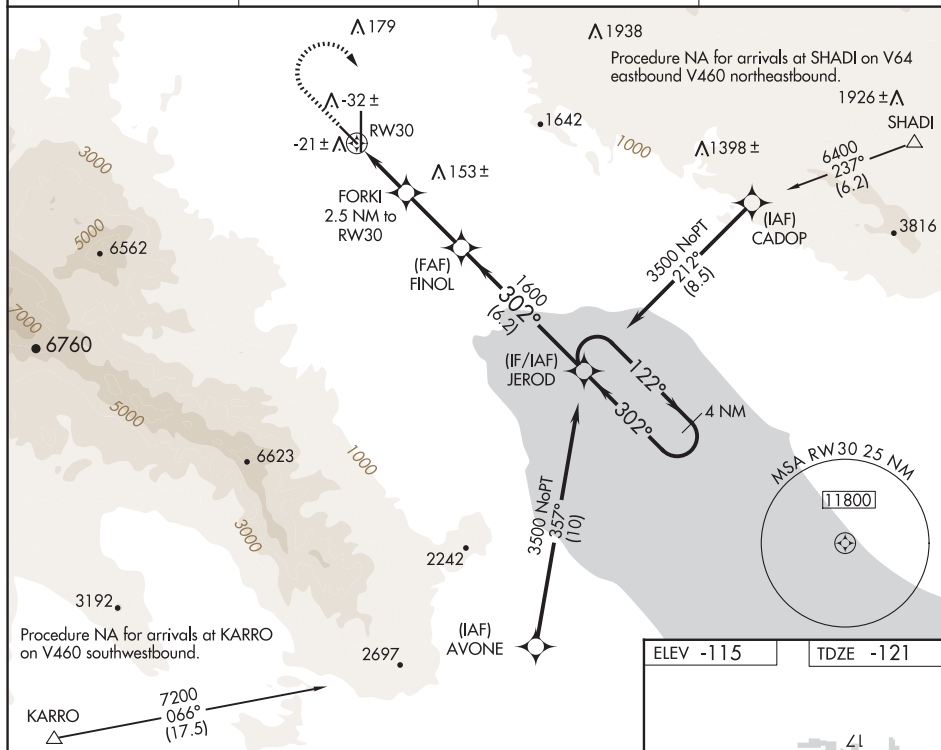 179
1938
Procedure NA for arrivals at SHADI on V64
eastbound V460 northeastbound.
1926 ±
SHADI
-32 ±
RW30
-21 ±
1642
1000
1398 ±
6400
237°
(6.2)
3000
153 ±
FORKI
2.5 NM to
RW30
(IAF)
CADOP
3816
5000
6562
(FAF)
FINOL
3500 NoPT
212°
(8.5)
7000
6760
1600
302°
(6.2)
(IF/IAF)
JEROD
122°
302°
4 NM
5000
6623
1000
MSA RW30 25 NM
11800
3500 NoPT
357°
(10)
3000
2242
3192
Procedure NA for arrivals at KARRO
on V460 southwestbound.
(IAF)
AVONE
2697
ELEV -115
TDZE -121
KARRO
7200
066°
(17.5)
41